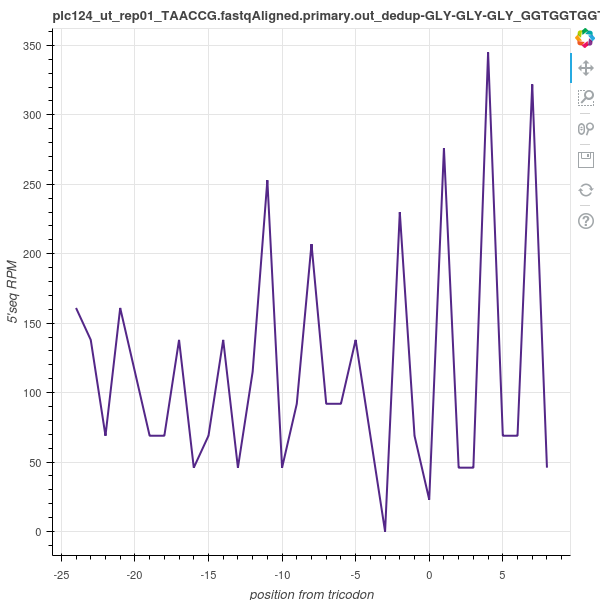 plc124_ut_rep01_TAACCG.fastqAligned.primary.out_dedup-GLY-GLY-GLY_GGTGGTGGT
350
300
250
200
150
100
50
0
5'seq RPM
-25 -20 -15 -10 -5 0 5
position from tricodon